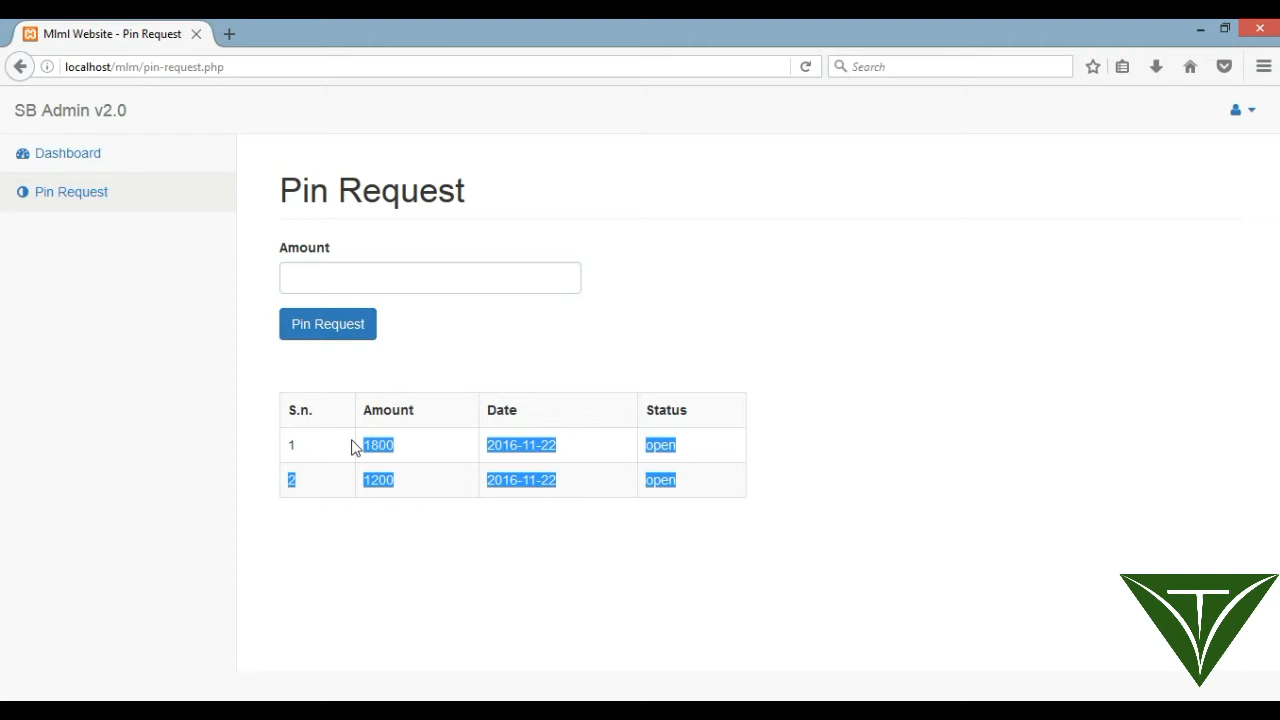 Mlml Website - Pin Request
localhost/mlm/pin-request.php
Search
SB Admin v2.0
Dashboard
Pin Request
Pin Request
Amount
Pin Request
S.n. Amount Date Status
1 1800 2016-11-22 open
2 1200 2016-11-22 open